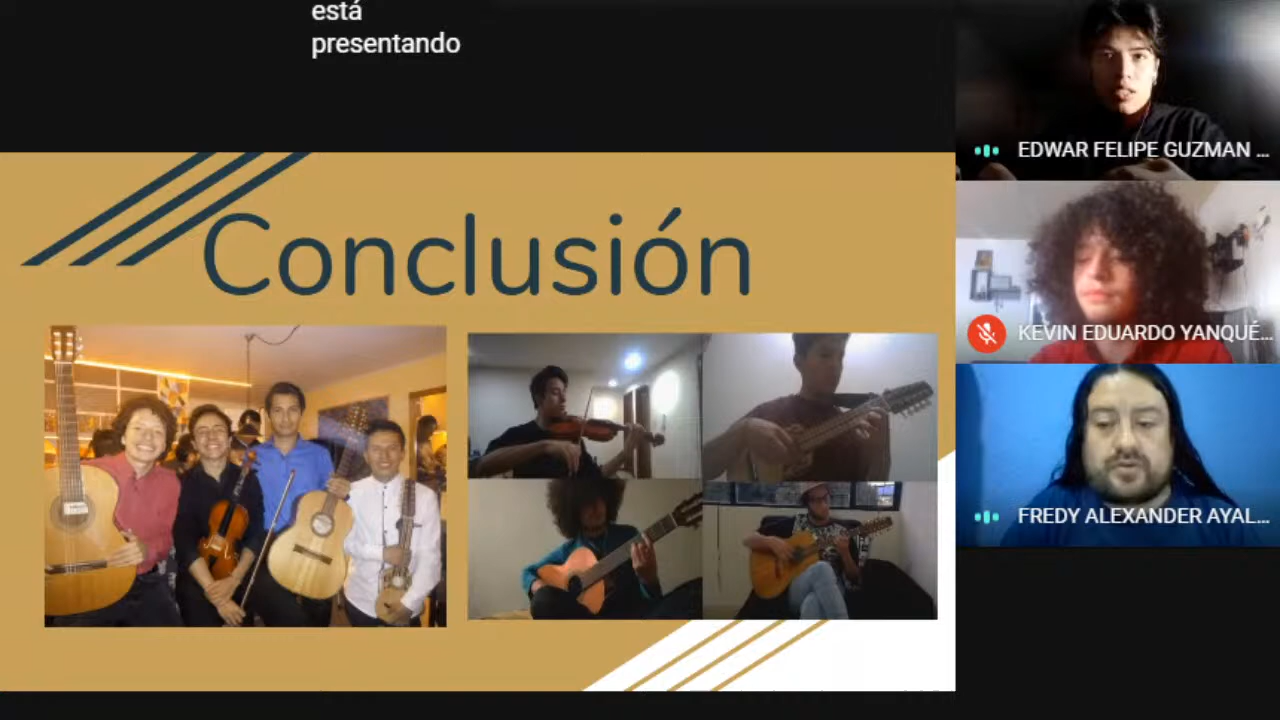 está
presentando
EDWAR FELIPE GUZMAN ...
Conclusión
KEVIN EDUARDO YANQUÉ...
FREDY ALEXANDER AYAL...